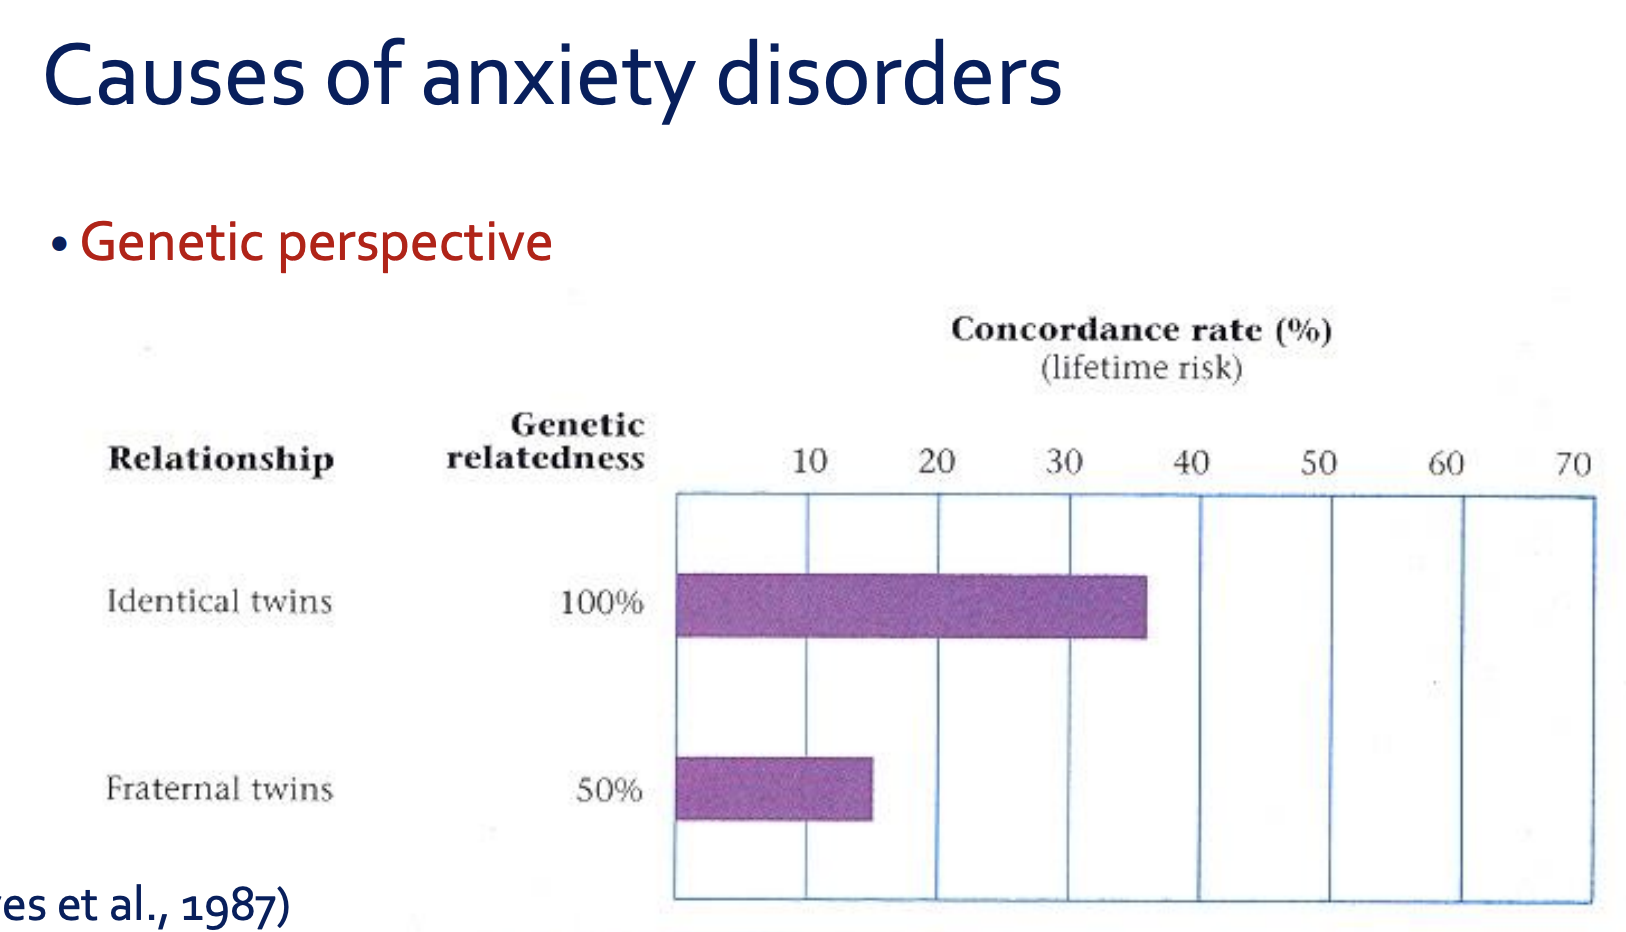 Causes of anxiety disorders
• Genetic perspective
Concordance rate (%)
(lifetime risk)
Genetic
Relationship relatedness 10 20 30 40 50 60 70
Identical twins 100%
Fraternal twins 50%
et al., 1987)